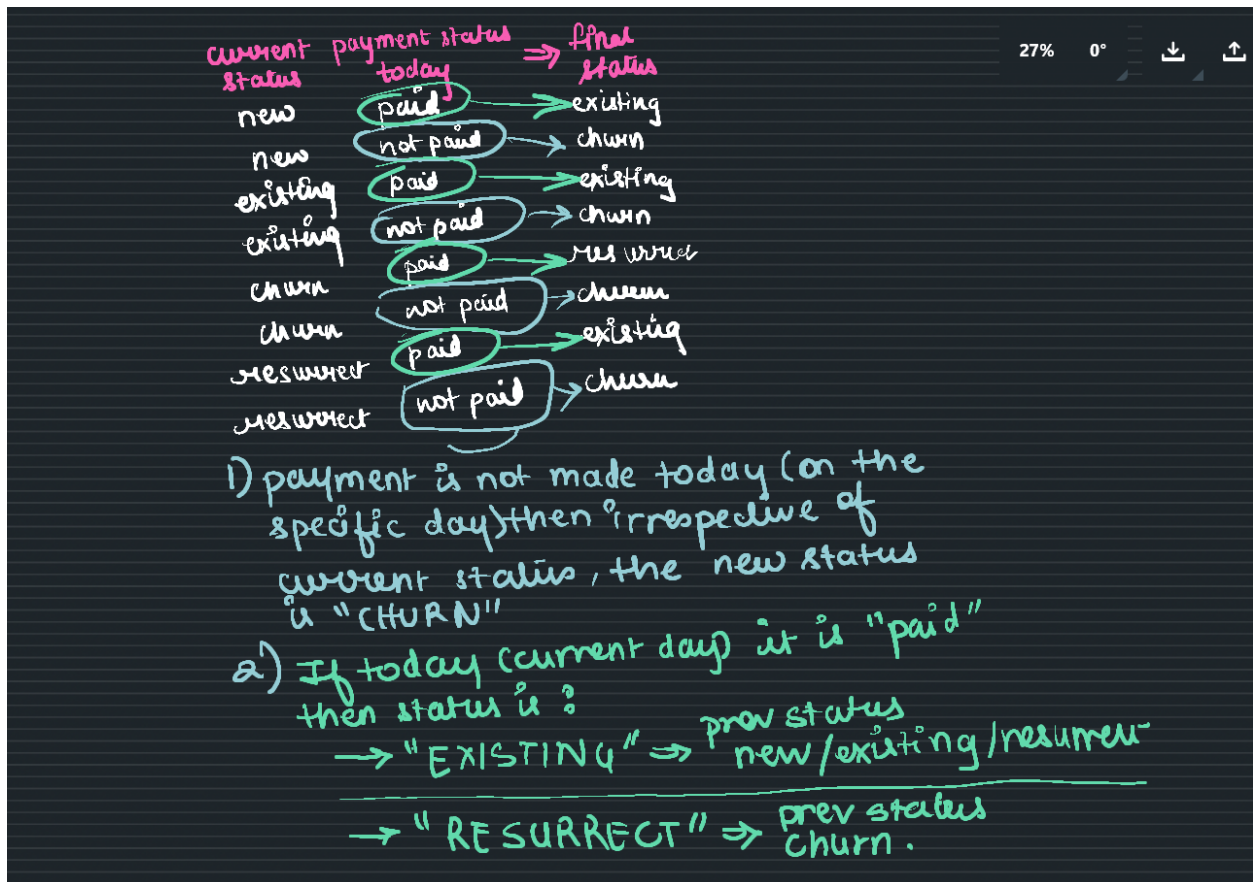 current payment status ⇒ final
status today status
27% 0°
new paid → existing
new not paid → churn
existing paid → existing
existing not paid → churn
churn paid → resurrect
churn not paid → churn
resurrect paid → existing
resurrect not paid → churn
1) payment is not made today (on the
specific day) then irrespective of
current status, the new status
is "CHURN"
2) If today (current day) it is "paid"
then status is :
→ "EXISTING" ⇒ prev status
new/existing/resurrect
→ "RESURRECT" ⇒ prev status
churn.